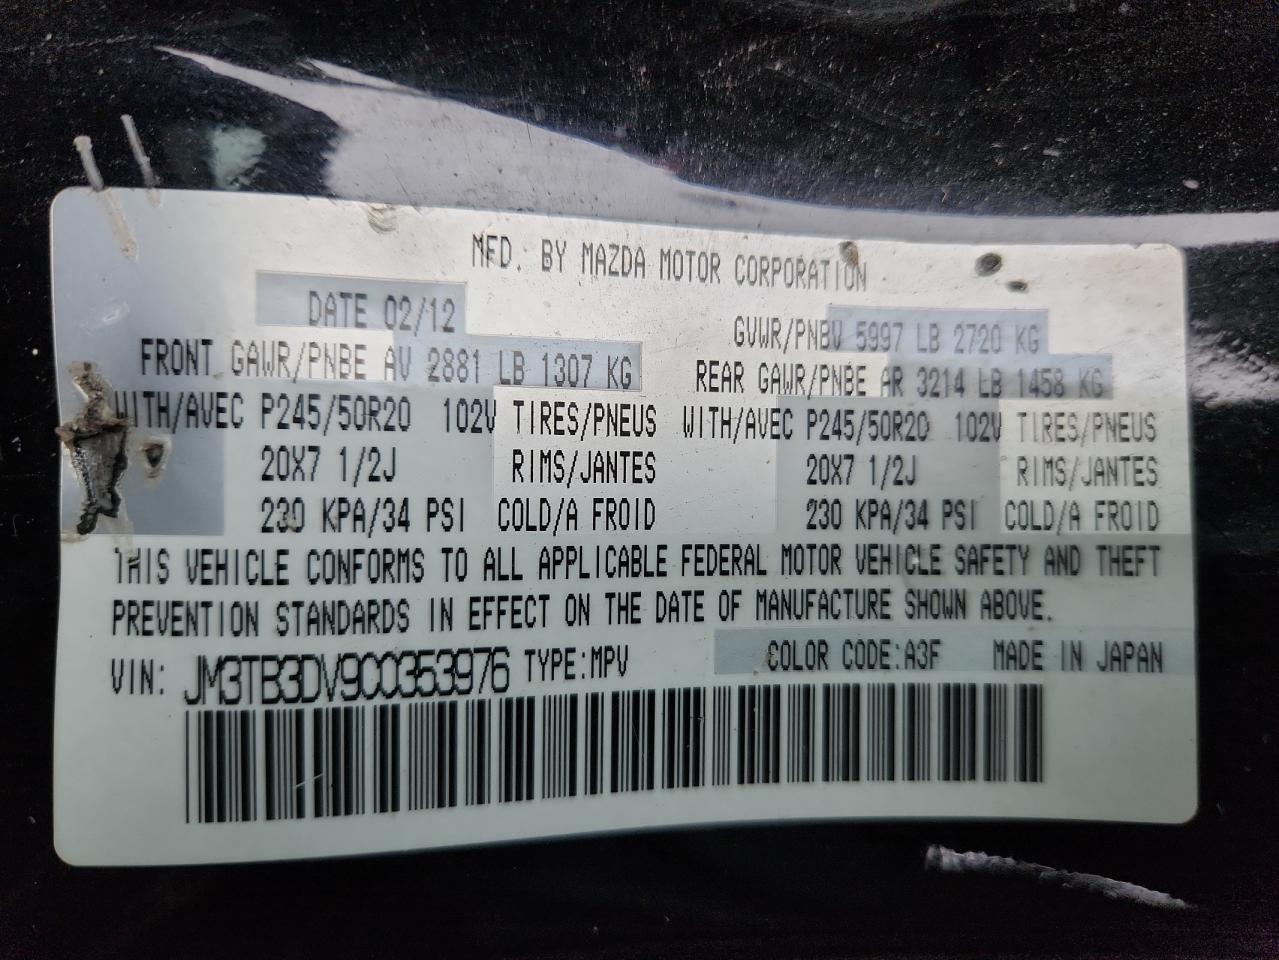 MFD. BY MAZDA MOTOR CORPORATION
DATE 02/12 GVWR/PNBV 5997 LB 2720 KG
FRONT GAWR/PNBE AV 2881 LB 1307 KG REAR GAWR/PNBE AR 3214 LB 1458 KG
WITH/AVEC P245/50R20 102V TIRES/PNEUS WITH/AVEC P245/50R20 102V TIRES/PNEUS
20X7 1/2J RIMS/JANTES 20X7 1/2J RIMS/JANTES
230 KPA/34 PSI COLD/A FROID 230 KPA/34 PSI COLD/A FROID
THIS VEHICLE CONFORMS TO ALL APPLICABLE FEDERAL MOTOR VEHICLE SAFETY AND THEFT
PREVENTION STANDARDS IN EFFECT ON THE DATE OF MANUFACTURE SHOWN ABOVE.
VIN: JM3TB3DV9C0353976 TYPE:MPV COLOR CODE:A3F MADE IN JAPAN